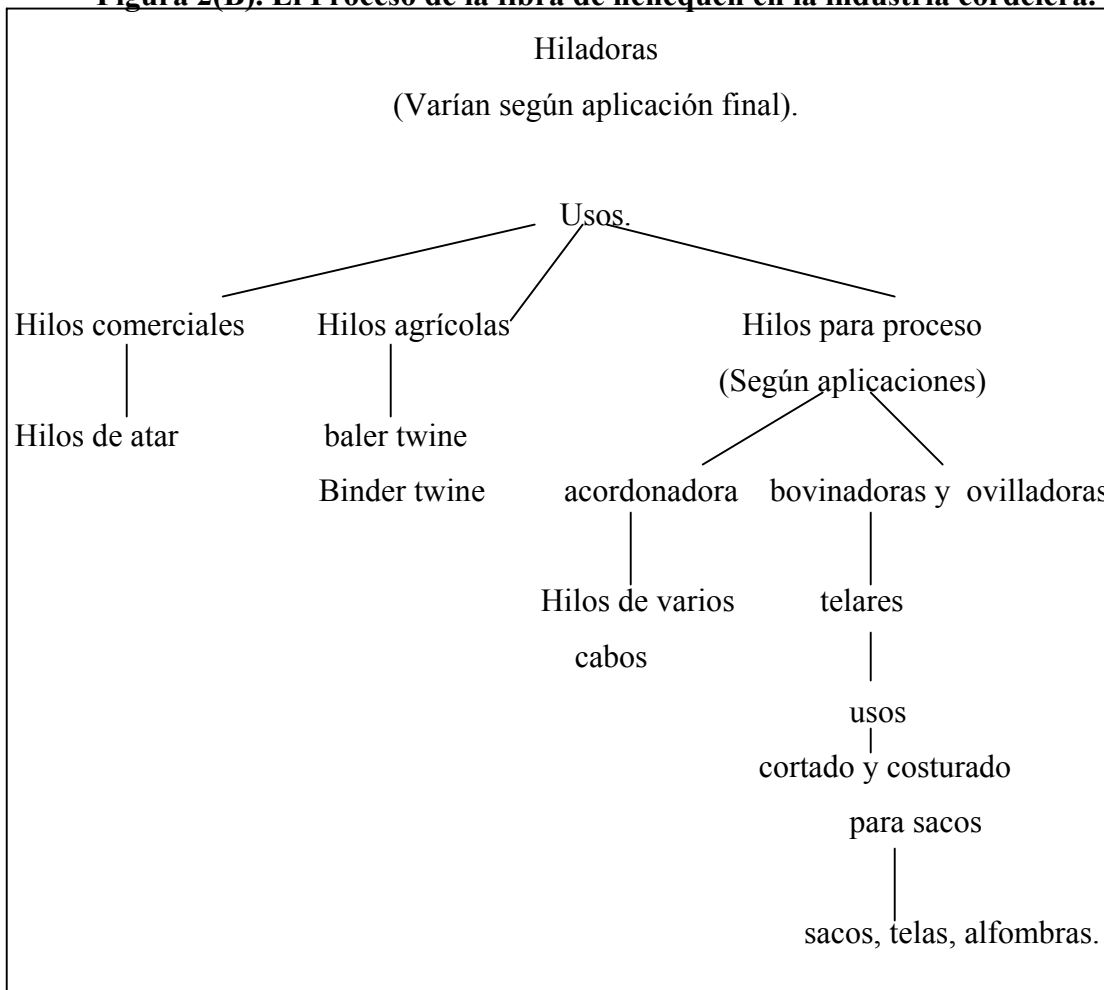 Figura 2(B). El Proceso de la fibra de henequén en la industria cordelera.
Hiladoras
(Varían según aplicación final).
Usos.
Hilos comerciales Hilos agrícolas Hilos para proceso
(Según aplicaciones)
Hilos de atar baler twine
Binder twine acordonadora bovinadoras y ovilladoras
Hilos de varios telares
cabos
usos
cortado y costurado
para sacos
sacos, telas, alfombras.